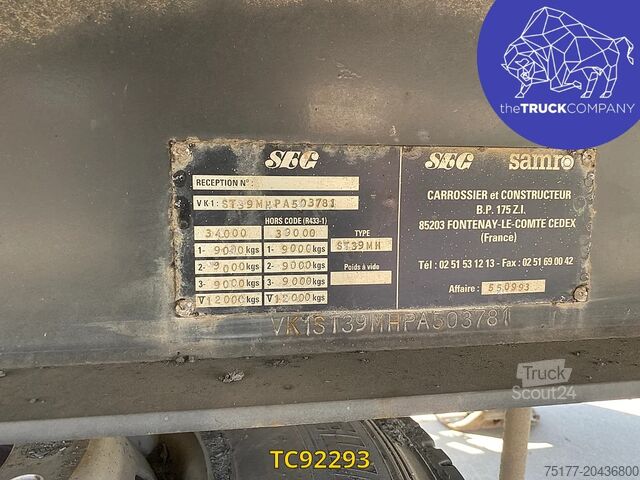 theTRUCKCOMPANY
SEG
RECEPTION N°:
VK1: ST39MHPA503781
HORS CODE (R433-1)
34000 39000 TYPE
1- 9000 kgs 1- 9000 kgs ST39MH
2- 9000 kgs 2- 9000 kgs Poids à vide
3- 9000 kgs 3- 9000 kgs
∇ 12000 kgs ∇ 12000 kgs
SEG samro
CARROSSIER et CONSTRUCTEUR
B.P. 175 Z.I.
85203 FONTENAY-LE-COMTE CEDEX
(France)
Tél : 02 51 53 12 13 - Fax : 02 51 69 00 42
Affaire : 550993
VK1ST39MHPA503781
Truck
Scout24
TC92293
75177-20436800